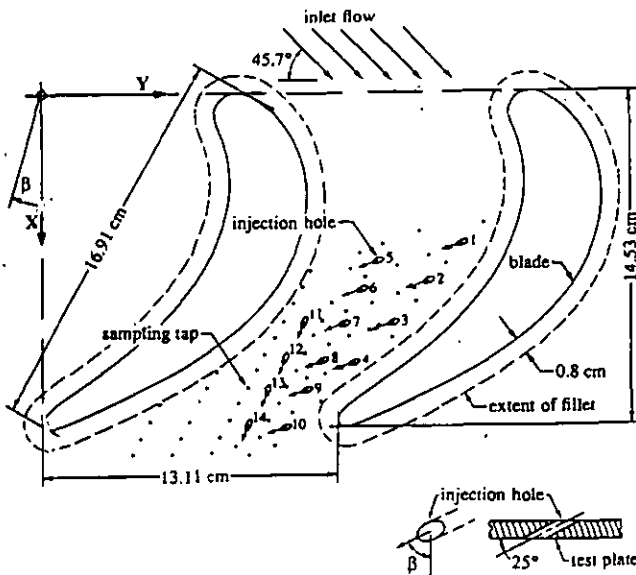 inlet flow
45.7°
Y
β
X
16.91 cm
injection hole
5
1
6
2
14.53 cm
blade
11
7
3
sampling tap
12
8
4
0.8 cm
13
9
extent of fillet
14
10
13.11 cm
injection hole
β
25°
test plate